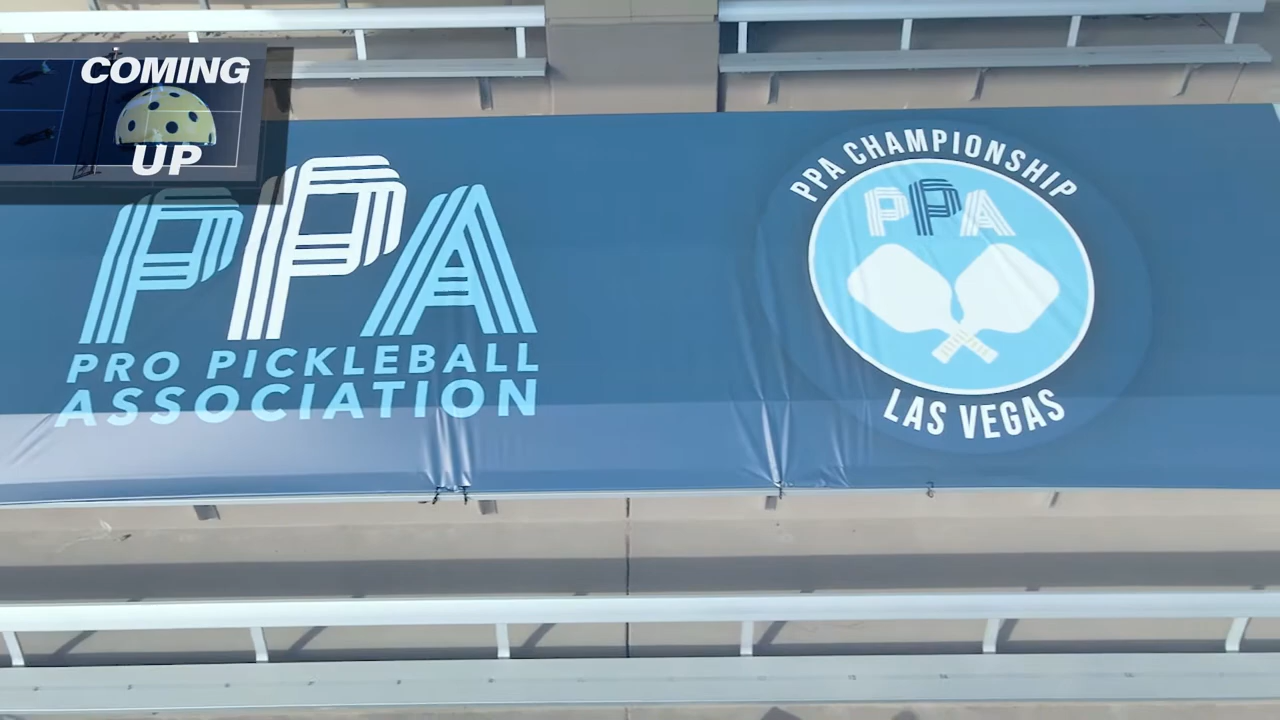 COMING
UP
PPA
PRO PICKLEBALL
ASSOCIATION
PPA CHAMPIONSHIP
PPA
LAS VEGAS